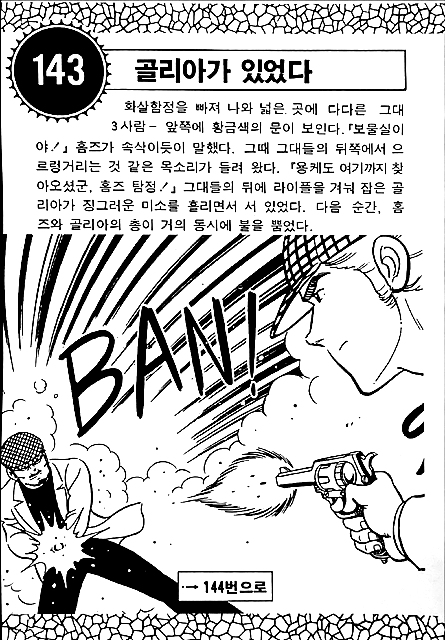 143
골리아가 있었다
화살함정을 빠져 나와 넓은 곳에 다다른 그대
3사람- 앞쪽에 황금색의 문이 보인다. 『보물실이
야!』 홈즈가 속삭이듯이 말했다. 그때 그대들의 뒤쪽에서 으
르렁거리는 것 같은 목소리가 들려 왔다. 『용케도 여기까지 찾
아오셨군, 홈즈 탐정!』 그대들의 뒤에 라이플을 겨눠 잡은 골
리아가 징그러운 미소를 흘리면서 서 있었다. 다음 순간, 홈
즈와 골리아의 총이 거의 동시에 불을 뿜었다.
BAN!
→ 144번으로